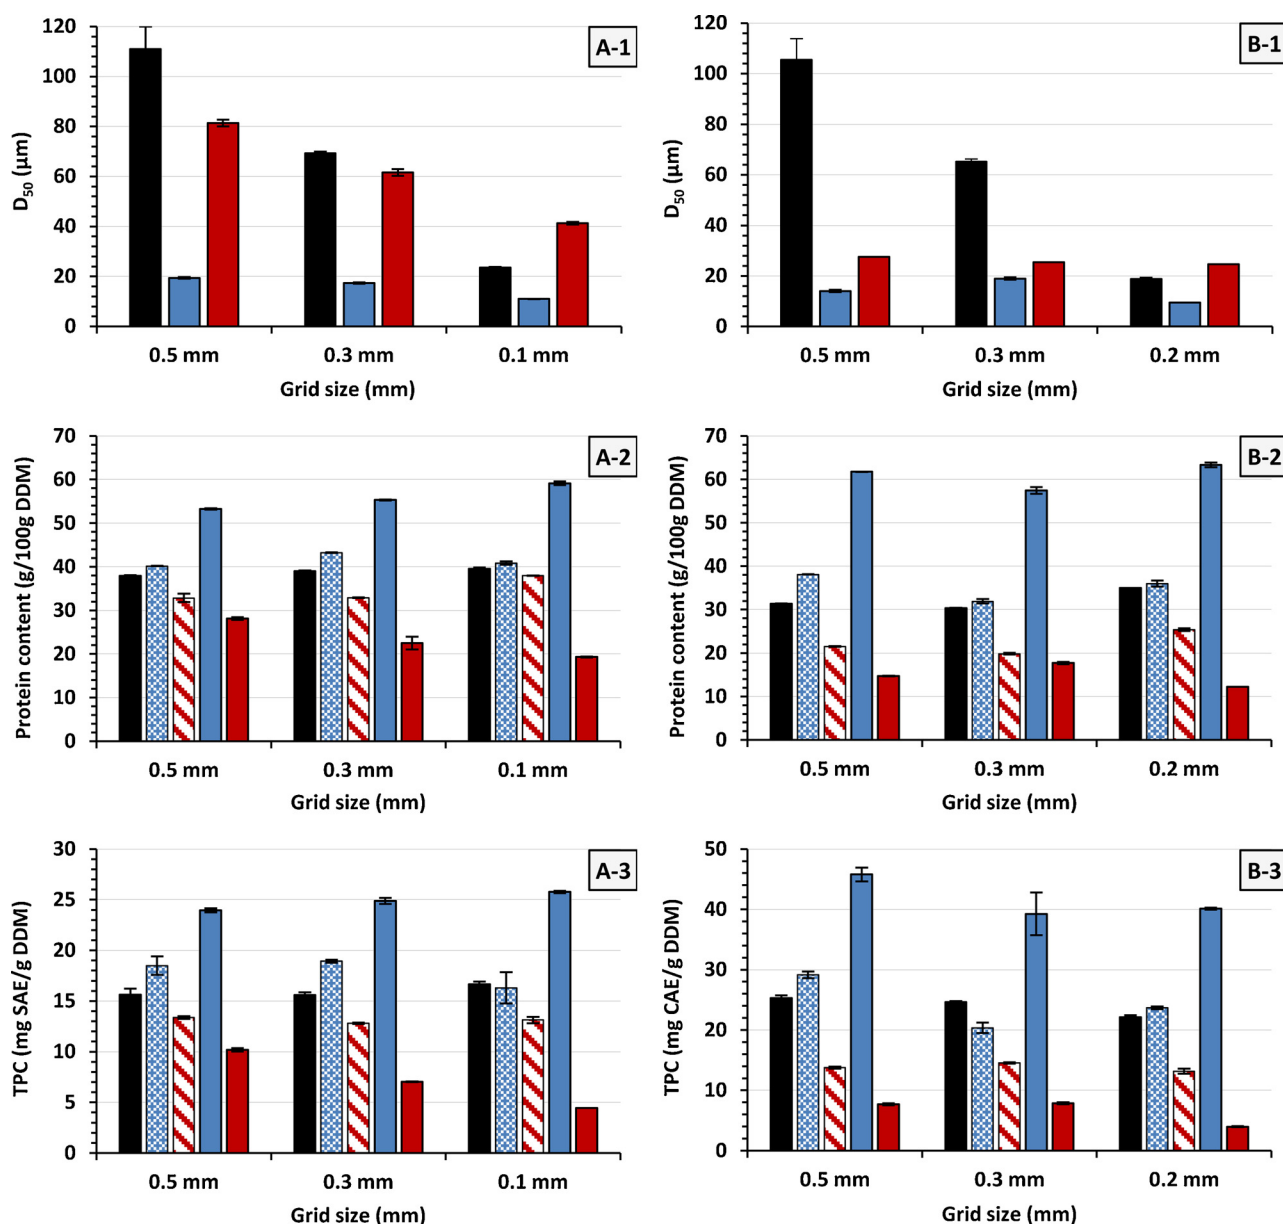 A-1
120
100
80
60
40
20
0
D50 (µm)
0.5 mm 0.3 mm 0.1 mm
Grid size (mm)
B-1
120
100
80
60
40
20
0
D50 (µm)
0.5 mm 0.3 mm 0.2 mm
Grid size (mm)
A-2
70
60
50
40
30
20
10
0
Protein content (g/100g DDM)
0.5 mm 0.3 mm 0.1 mm
Grid size (mm)
B-2
70
60
50
40
30
20
10
0
Protein content (g/100g DDM)
0.5 mm 0.3 mm 0.2 mm
Grid size (mm)
A-3
30
25
20
15
10
5
0
TPC (mg SAE/g DDM)
0.5 mm 0.3 mm 0.1 mm
Grid size (mm)
B-3
50
40
30
20
10
0
TPC (mg CAE/g DDM)
0.5 mm 0.3 mm 0.2 mm
Grid size (mm)